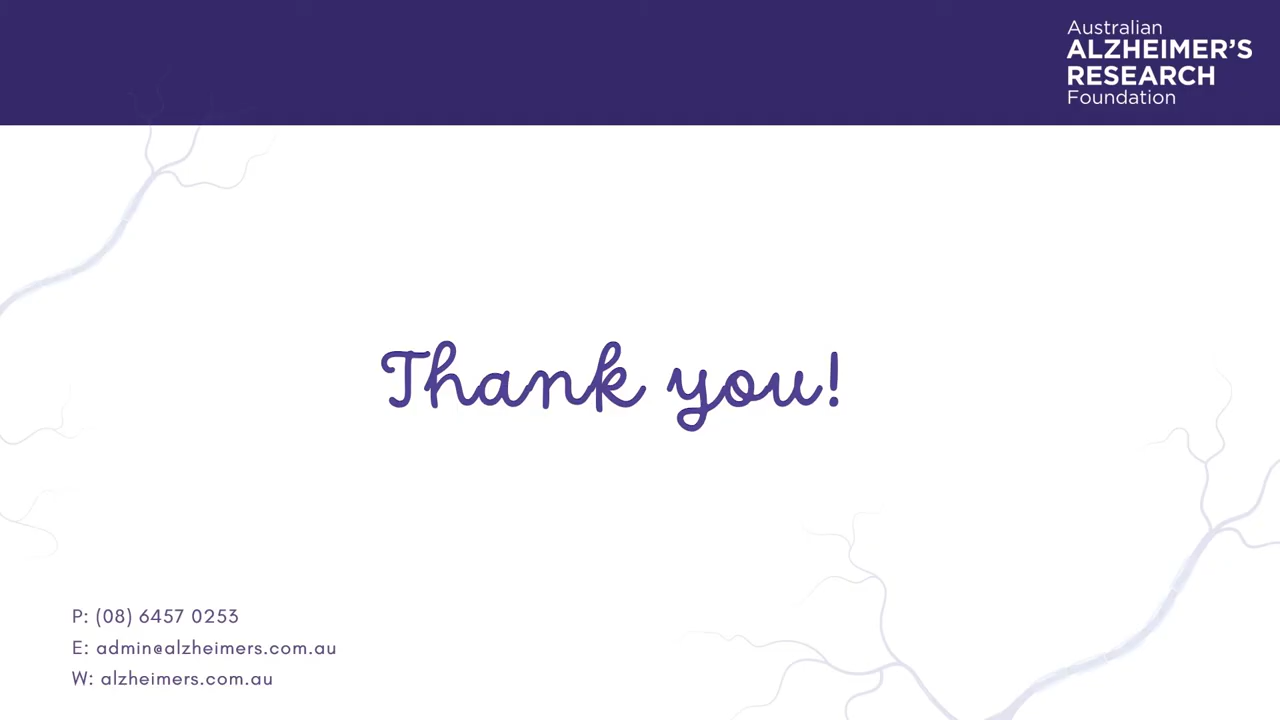 Australian
ALZHEIMER'S
RESEARCH
Foundation
Thank you!
P: (08) 6457 0253
E: admin@alzheimers.com.au
W: alzheimers.com.au